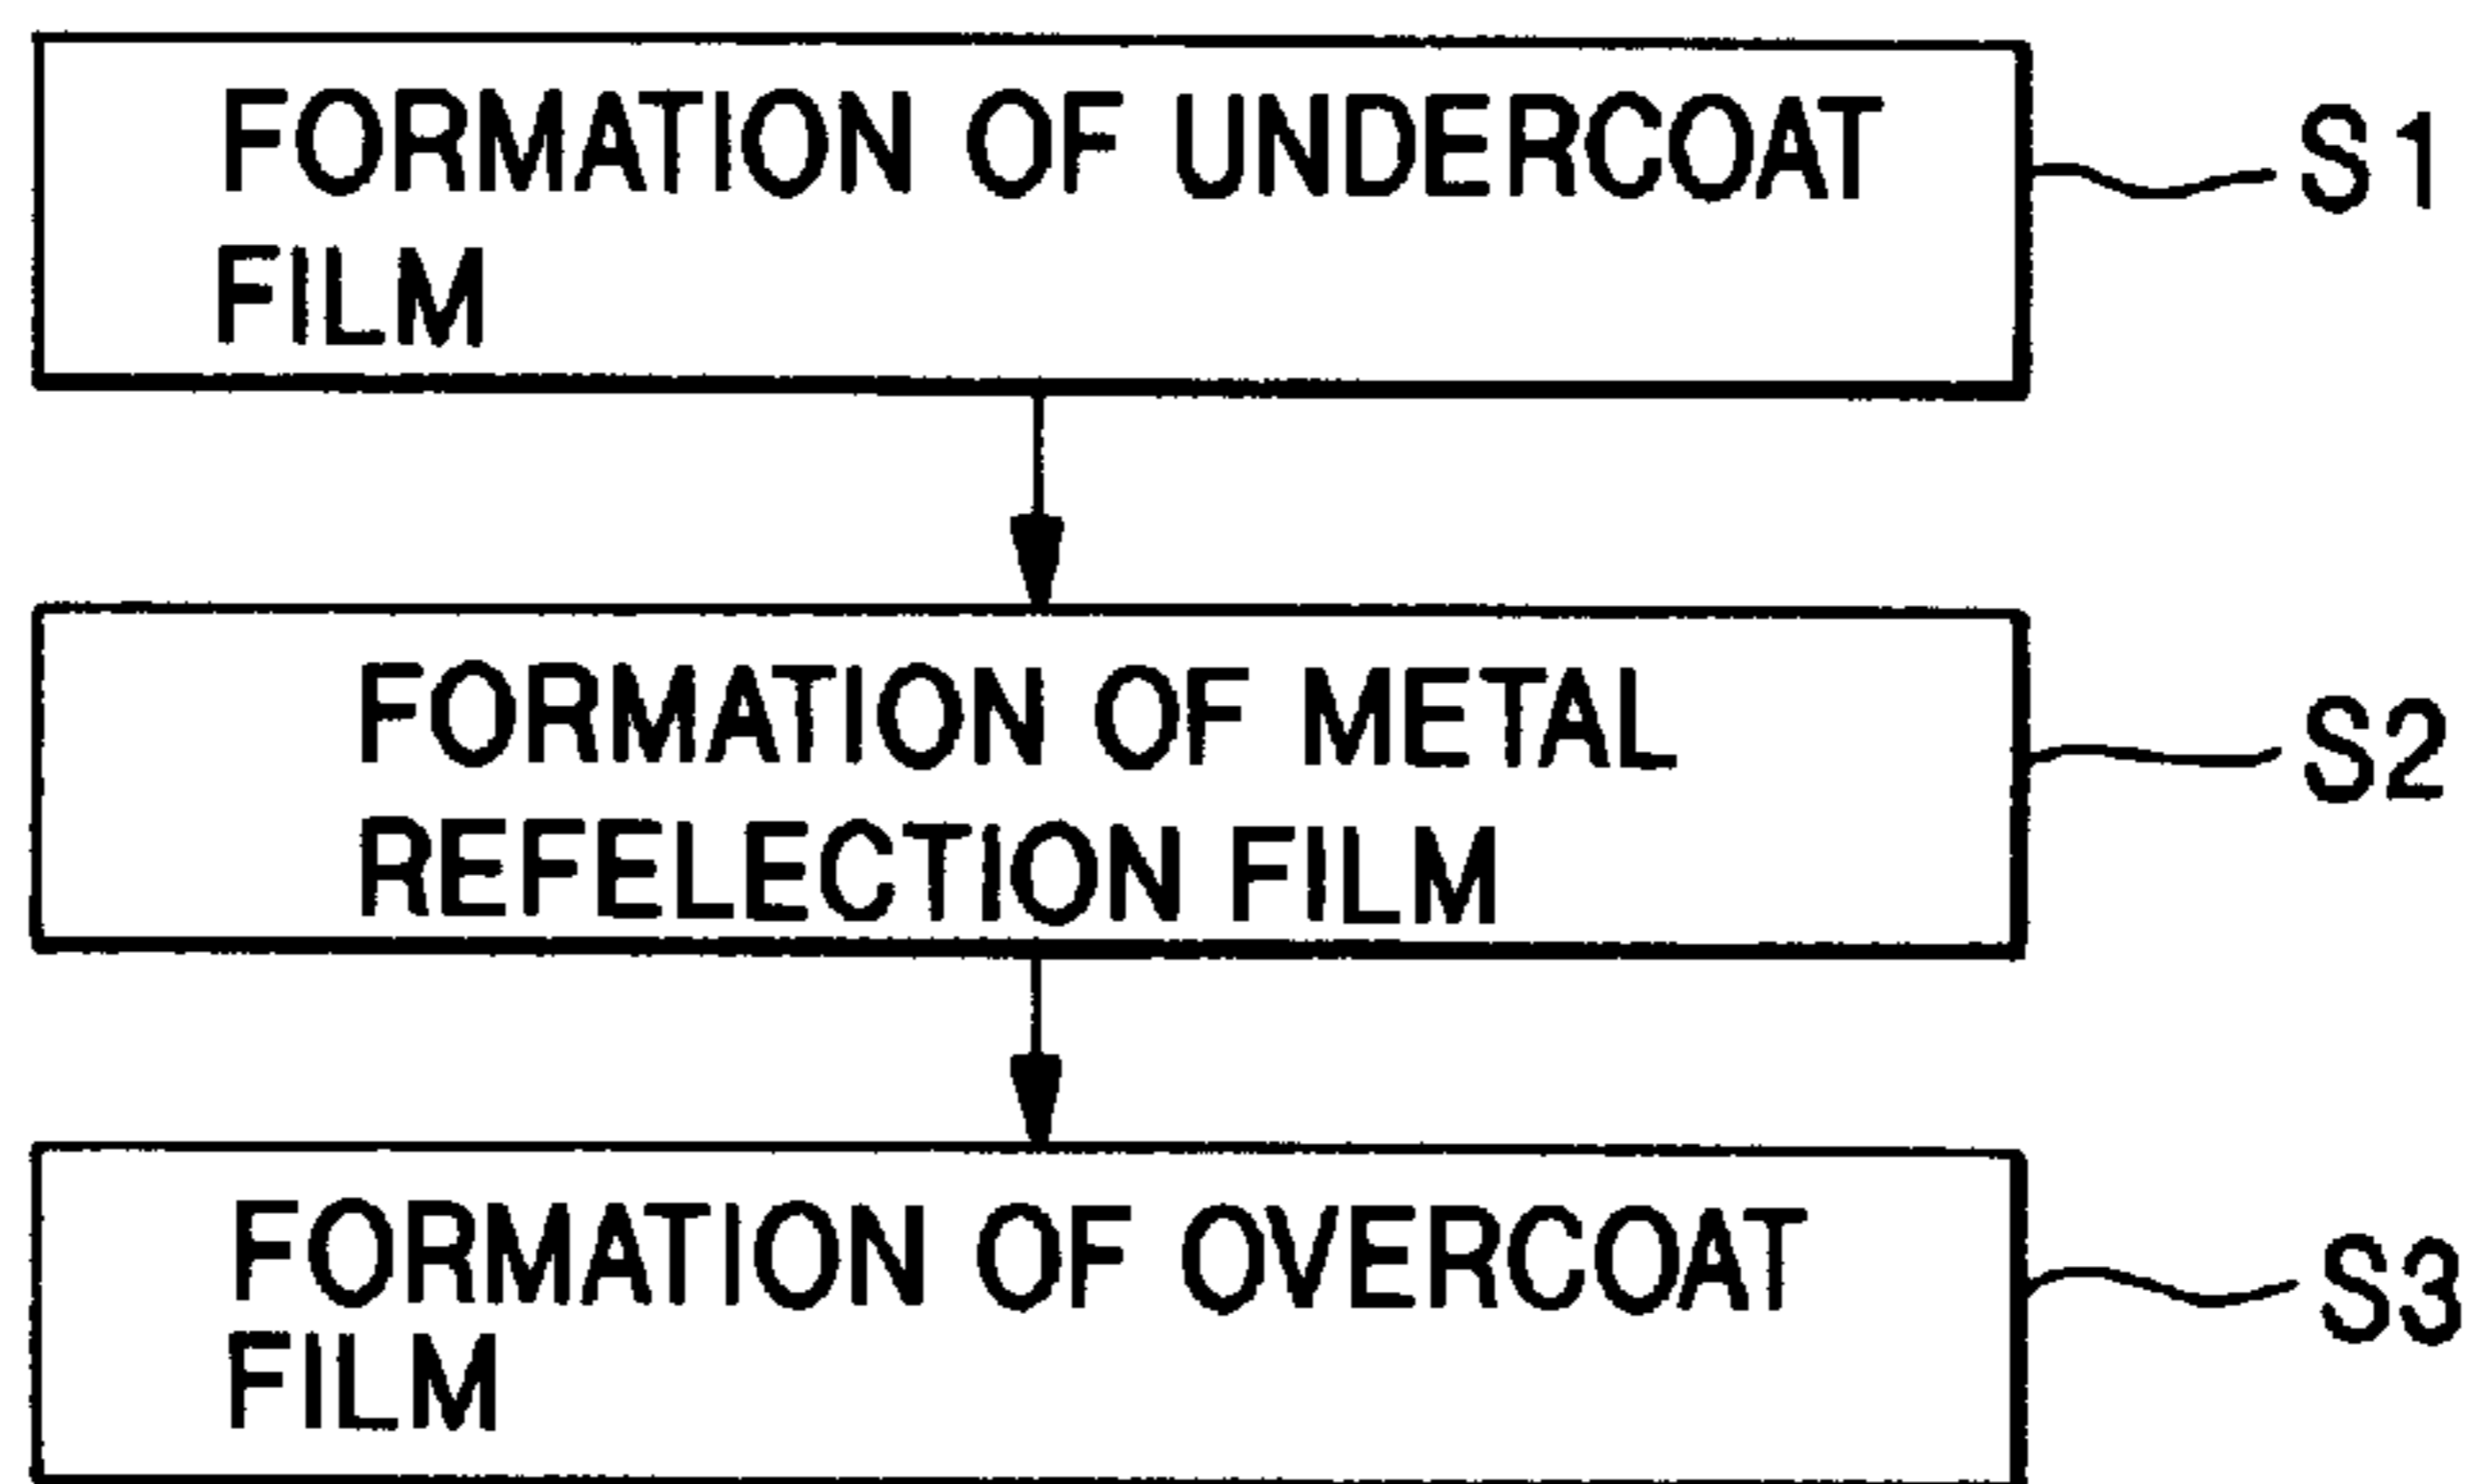 FORMATION OF UNDERCOAT
FILM
S1
FORMATION OF METAL
REFELECTION FILM
S2
FORMATION OF OVERCOAT
FILM
S3